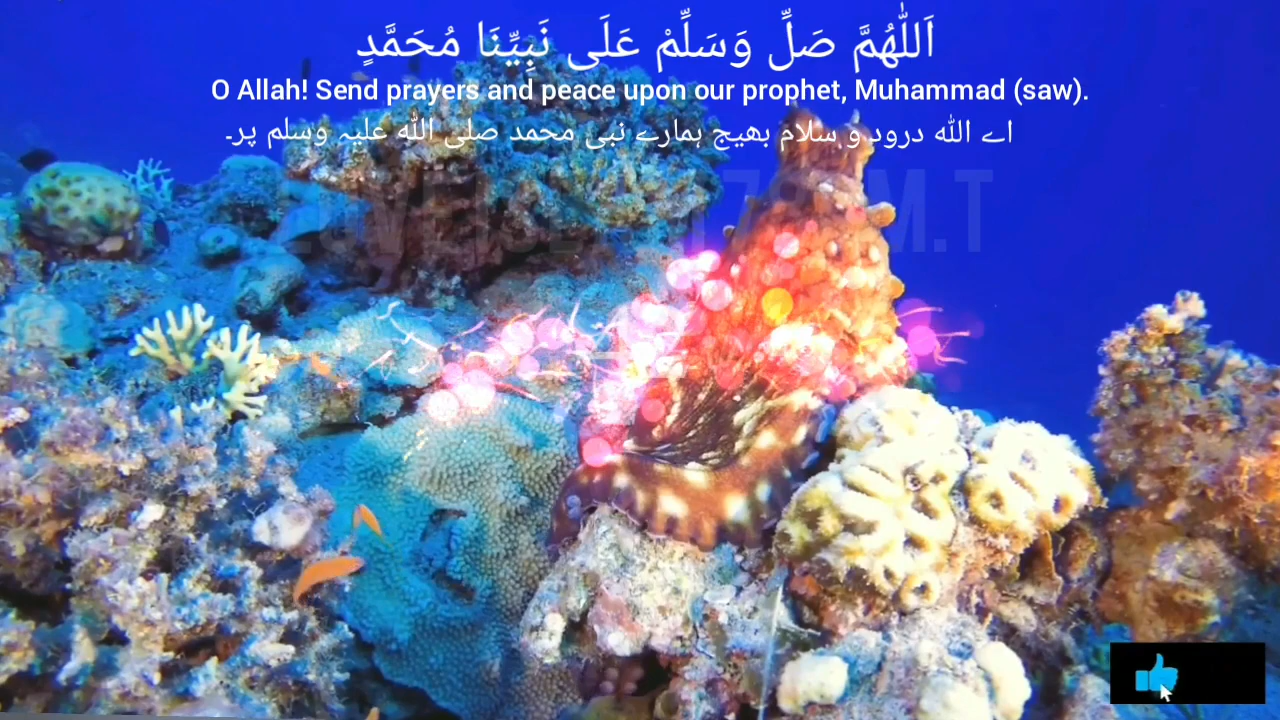 اَللّٰهُمَّ صَلِّ وَسَلِّمْ عَلَى نَبِيِّنَا مُحَمَّدٍ
O Allah! Send prayers and peace upon our prophet, Muhammad (saw).
اے اللہ درود و سلام بھیج ہمارے نبی محمد صلی اللہ علیہ وسلم پر۔